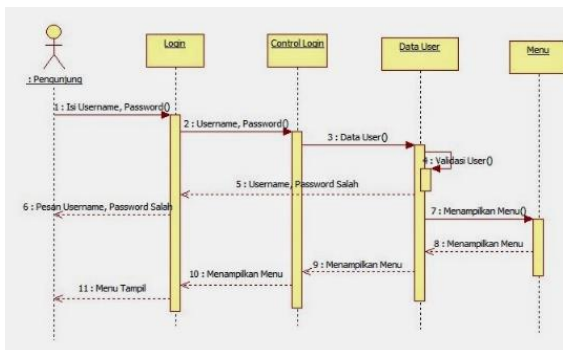 Login
Control Login
Data User
Menu
: Pengunjung
1 : Isi Username, Password()
2 : Username, Password()
3 : Data User()
4 : Validasi User()
5 : Username, Password Salah
6 : Pesan Username, Password Salah
7 : Menampilkan Menu()
8 : Menampilkan Menu
9 : Menampilkan Menu
10 : Menampilkan Menu
11 : Menu Tampil